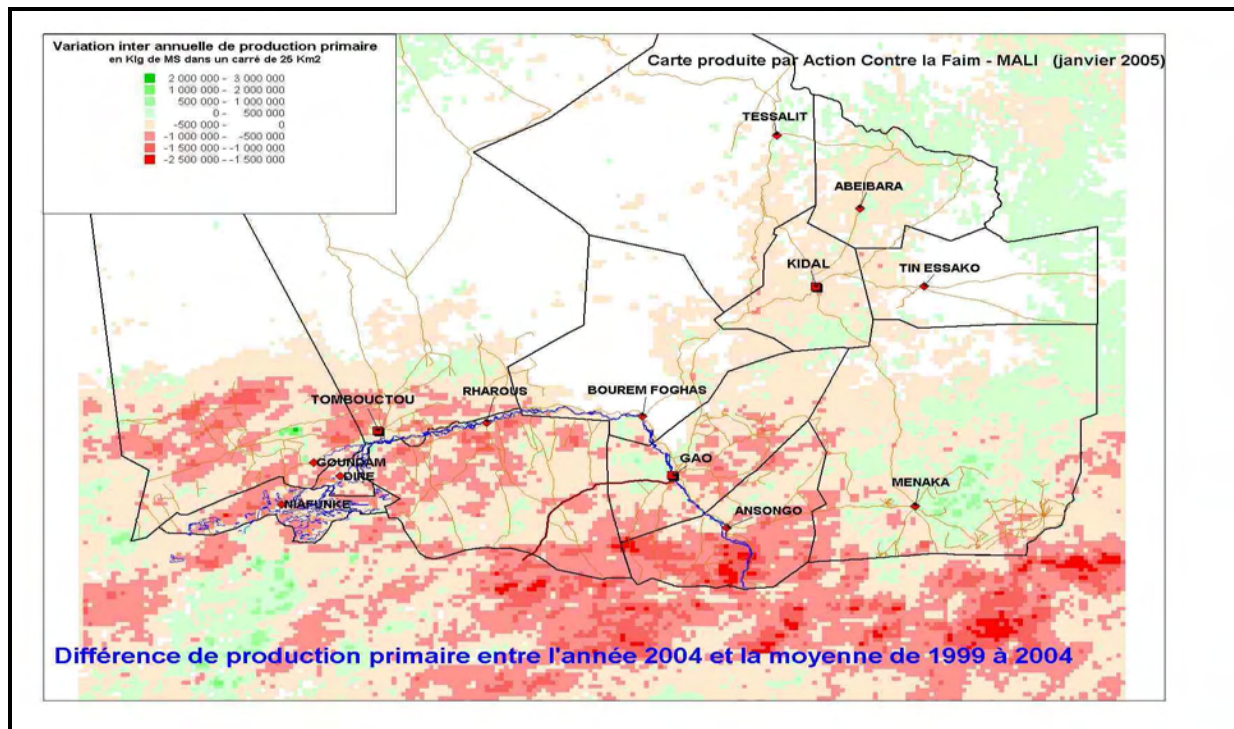 Variation inter annuelle de production primaire
en Klg de MS dans un carré de 25 Km2
2 000 000 - 3 000 000
1 000 000 - 2 000 000
500 000 - 1 000 000
0 - 500 000
-500 000 - 0
-1 000 000 - -500 000
-1 500 000 - -1 000 000
-2 500 000 - -1 500 000
Carte produite par Action Contre la Faim - MALI (janvier 2005)
TESSALIT
ABEIBARA
KIDAL
TIN ESSAKO
RHAROUS
BOUREM FOGHAS
TOMBOUCTOU
GOUNDAM
GAO
DIRE
MENAKA
NIAFUNKE
ANSONGO
Différence de production primaire entre l'année 2004 et la moyenne de 1999 à 2004